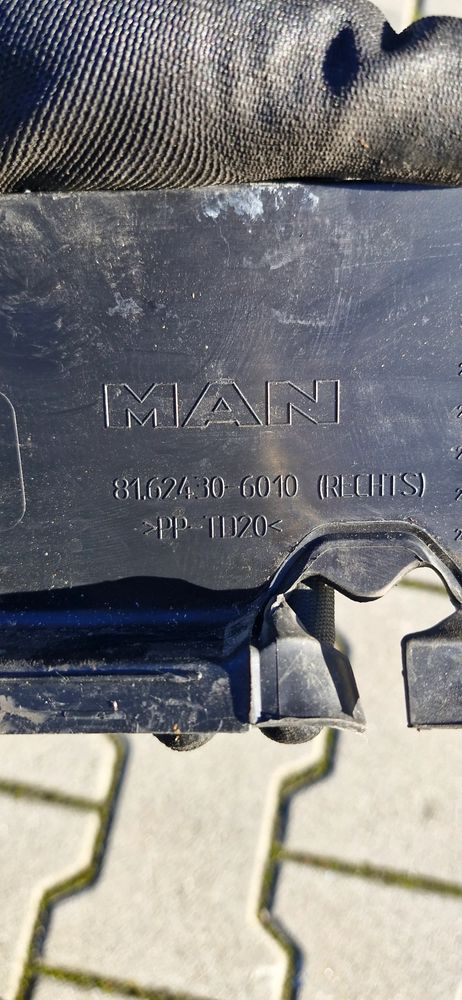 MAN
81.62430-6010 (RECHTS)
>PP-TD20<